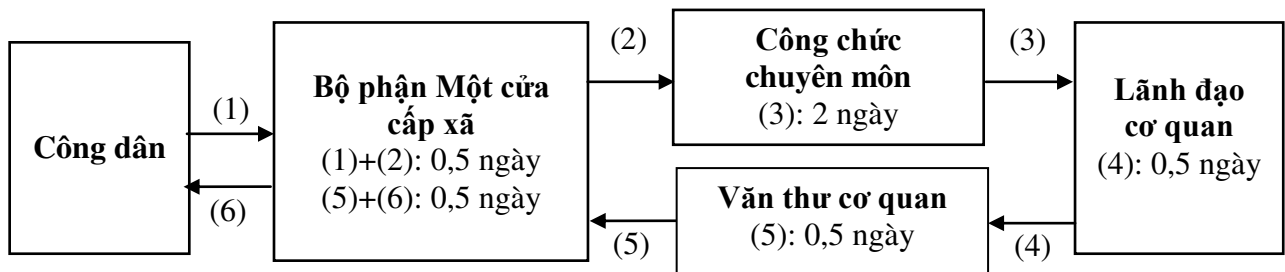 Công dân
(1)
(6)
Bộ phận Một cửa
cấp xã
(1)+(2): 0,5 ngày
(5)+(6): 0,5 ngày
(2)
Công chức
chuyên môn
(3): 2 ngày
(3)
Lãnh đạo
cơ quan
(4): 0,5 ngày
(4)
Văn thư cơ quan
(5): 0,5 ngày
(5)